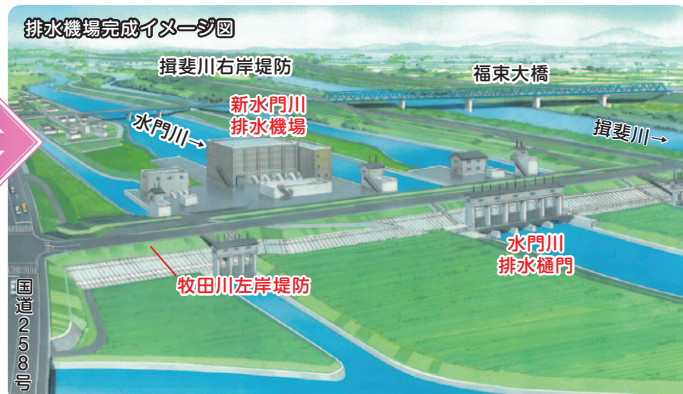 排水機場完成イメージ図
揖斐川右岸堤防
福束大橋
新水門川
排水機場
水門川→
揖斐川→
水門川
排水樋門
牧田川左岸堤防
国道258号